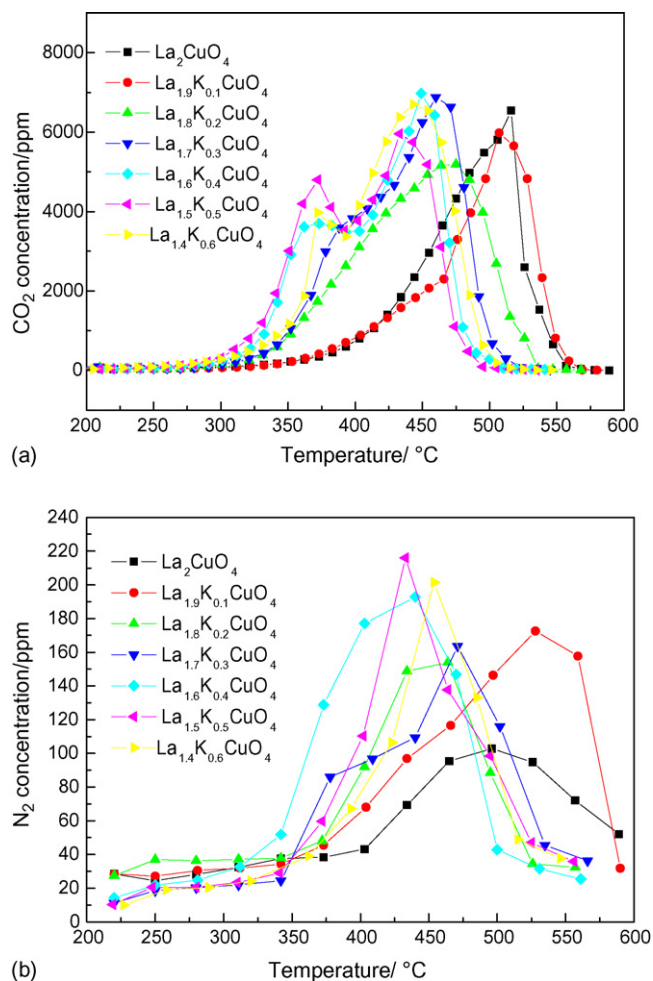 8000
6000
4000
2000
0
CO₂ concentration/ppm
La₂CuO₄
La₁.₉K₀.₁CuO₄
La₁.₈K₀.₂CuO₄
La₁.₇K₀.₃CuO₄
La₁.₆K₀.₄CuO₄
La₁.₅K₀.₅CuO₄
La₁.₄K₀.₆CuO₄
200 250 300 350 400 450 500 550 600
Temperature/ °C
(a)
240
220
200
180
160
140
120
100
80
60
40
20
0
N₂ concentration/ppm
La₂CuO₄
La₁.₉K₀.₁CuO₄
La₁.₈K₀.₂CuO₄
La₁.₇K₀.₃CuO₄
La₁.₆K₀.₄CuO₄
La₁.₅K₀.₅CuO₄
La₁.₄K₀.₆CuO₄
200 250 300 350 400 450 500 550 600
Temperature/ °C
(b)